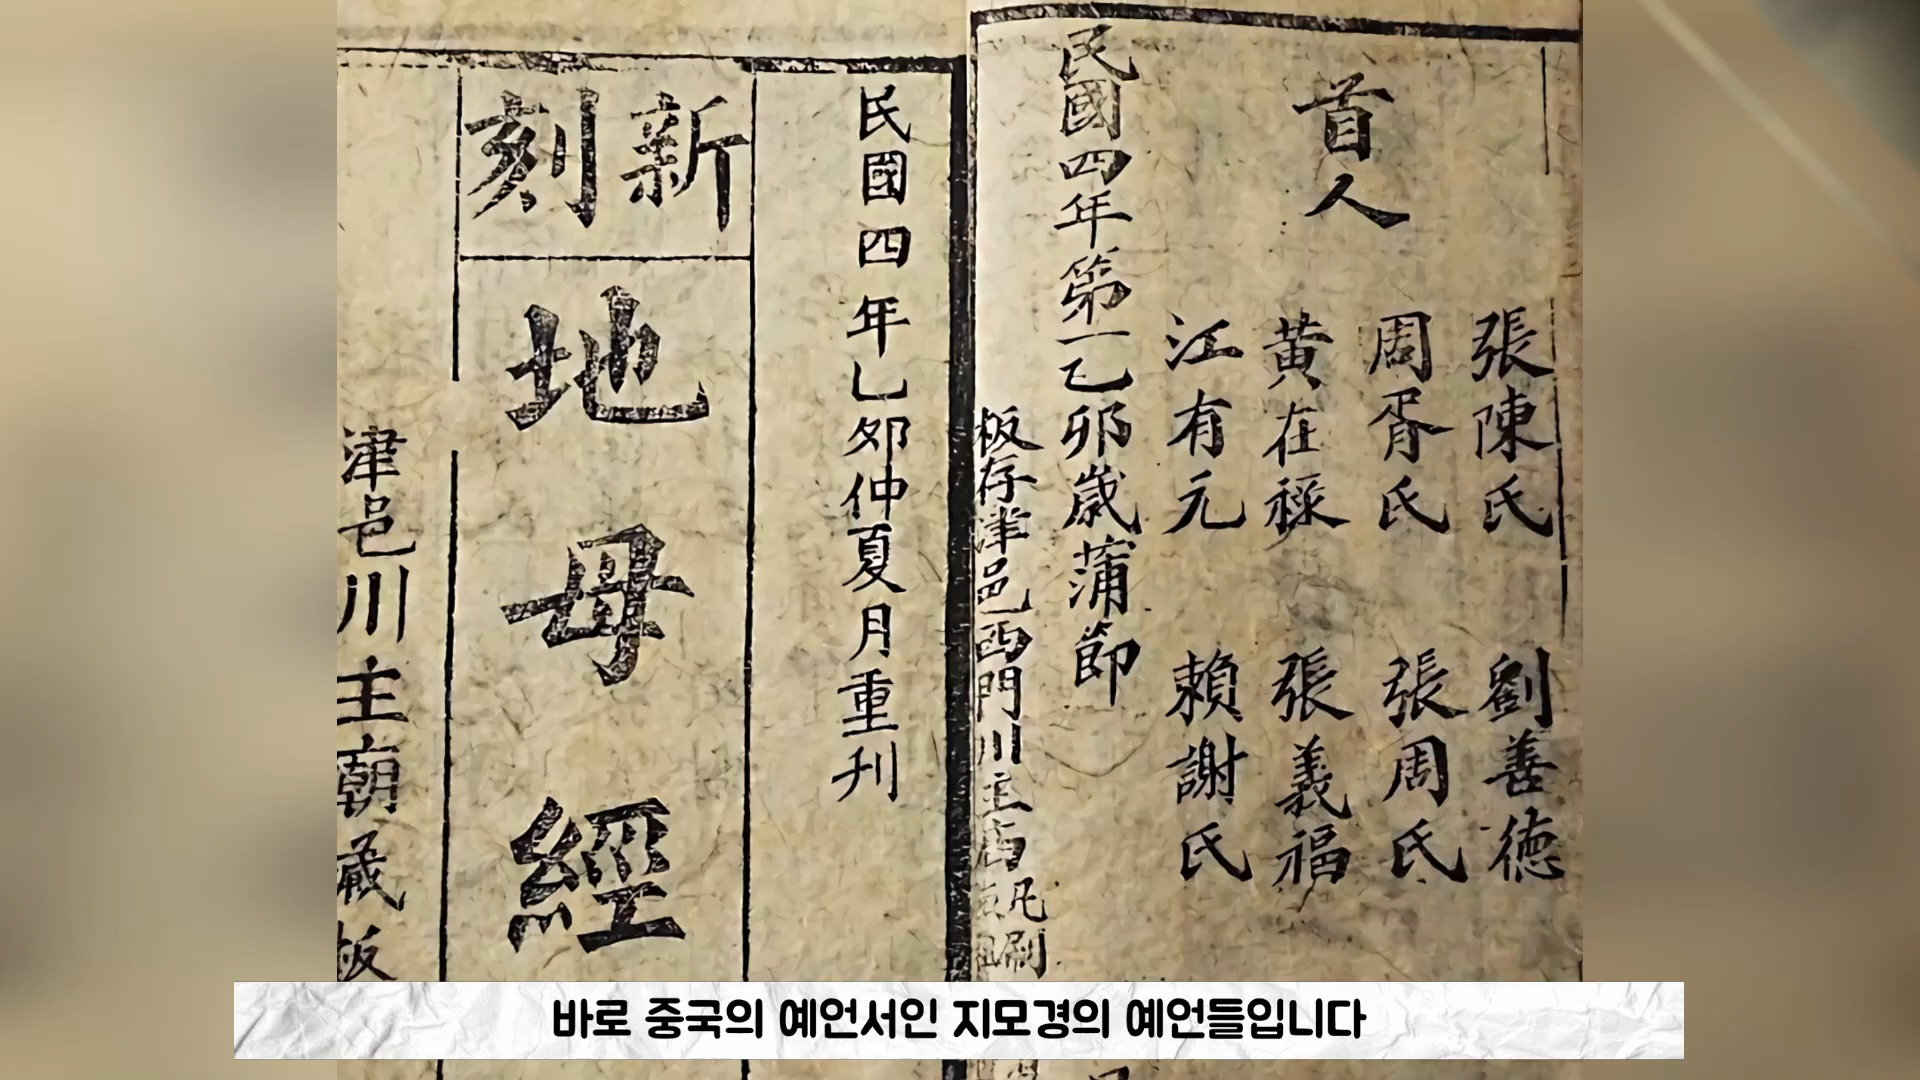 首人
張陳氏 劉善徳
周胥氏 張周氏
黄在祿 張義福
江有元 賴謝氏
民國四年第一乙卯歲蒲節
板存津邑西門川主
刷
民國四年乙卯仲夏月重刊
新刻
地母經
津邑川主廟藏板
바로 중국의 예언서인 지모경의 예언들입니다